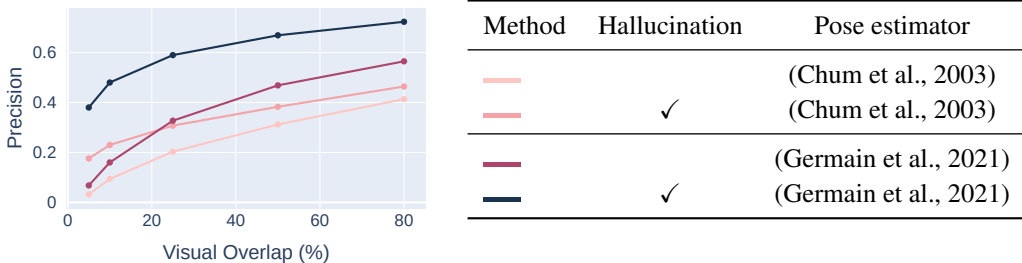 0.6
0.4
0.2
0
0 20 40 60 80
Precision
Visual Overlap (%)
Method Hallucination Pose estimator
(Chum et al., 2003)
✓ (Chum et al., 2003)
(Germain et al., 2021)
✓ (Germain et al., 2021)